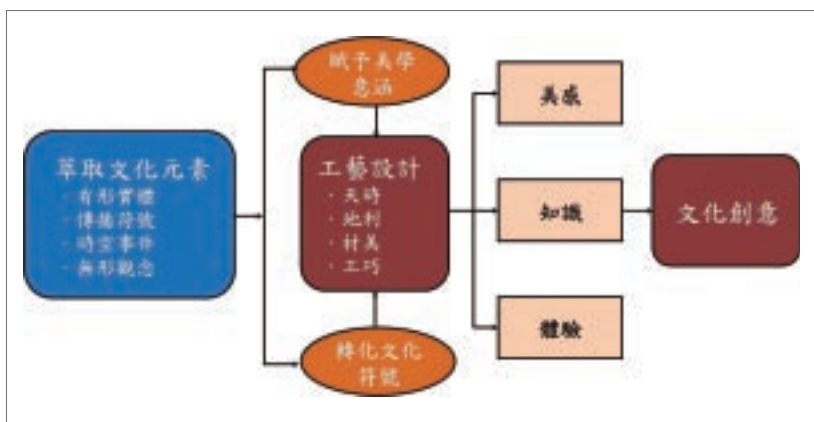 賦予美學
意涵
萃取文化元素
·有形實體
·傳播符號
·時空事件
·無形觀念
工藝設計
·天時
·地利
·材美
·工巧
轉化文化
符號
美感
知識
體驗
文化創意